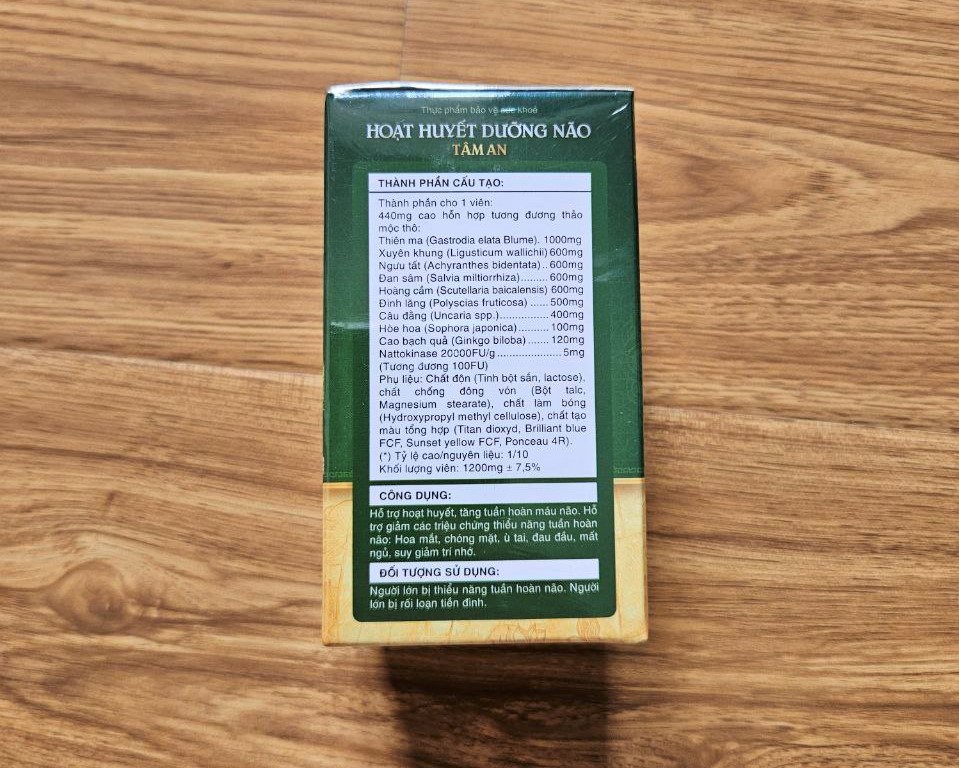 Thực phẩm bảo vệ sức khoẻ
HOẠT HUYẾT DƯỠNG NÃO
TÂM AN
THÀNH PHẦN CẤU TẠO:
Thành phần cho 1 viên:
440mg cao hỗn hợp tương đương thảo
mộc thô:
Thiên ma (Gastrodia elata Blume). 1000mg
Xuyên khung (Ligusticum wallichii) 600mg
Ngưu tất (Achyranthes bidentata).. 600mg
Đan sâm (Salvia miltiorrhiza)......... 600mg
Hoàng cầm (Scutellaria baicalensis) 600mg
Đinh lăng (Polyscias fruticosa) ...... 500mg
Câu đằng (Uncaria spp.)................ 400mg
Hòe hoa (Sophora japonica).......... 100mg
Cao bạch quả (Ginkgo biloba)....... 120mg
Nattokinase 20000FU/g..................... 5mg
(Tương đương 100FU)
Phụ liệu: Chất độn (Tinh bột sắn, lactose),
chất chống đông vón (Bột talc,
Magnesium stearate), chất làm bóng
(Hydroxypropyl methyl cellulose), chất tạo
màu tổng hợp (Titan dioxyd, Brilliant blue
FCF, Sunset yellow FCF, Ponceau 4R).
(*) Tỷ lệ cao/nguyên liệu: 1/10
Khối lượng viên: 1200mg ± 7,5%
CÔNG DỤNG:
Hỗ trợ hoạt huyết, tăng tuần hoàn máu não. Hỗ
trợ giảm các triệu chứng thiểu năng tuần hoàn
não: Hoa mắt, chóng mặt, ù tai, đau đầu, mất
ngủ, suy giảm trí nhớ.
ĐỐI TƯỢNG SỬ DỤNG:
Người lớn bị thiểu năng tuần hoàn não. Người
lớn bị rối loạn tiền đình.